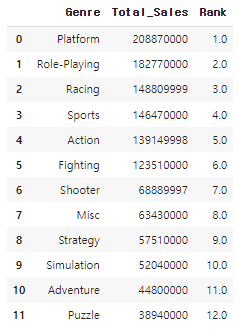 Genre Total_Sales Rank
0 Platform 208870000 1.0
1 Role-Playing 182770000 2.0
2 Racing 148809999 3.0
3 Sports 146470000 4.0
4 Action 139149998 5.0
5 Fighting 123510000 6.0
6 Shooter 68889997 7.0
7 Misc 63430000 8.0
8 Strategy 57510000 9.0
9 Simulation 52040000 10.0
10 Adventure 44800000 11.0
11 Puzzle 38940000 12.0